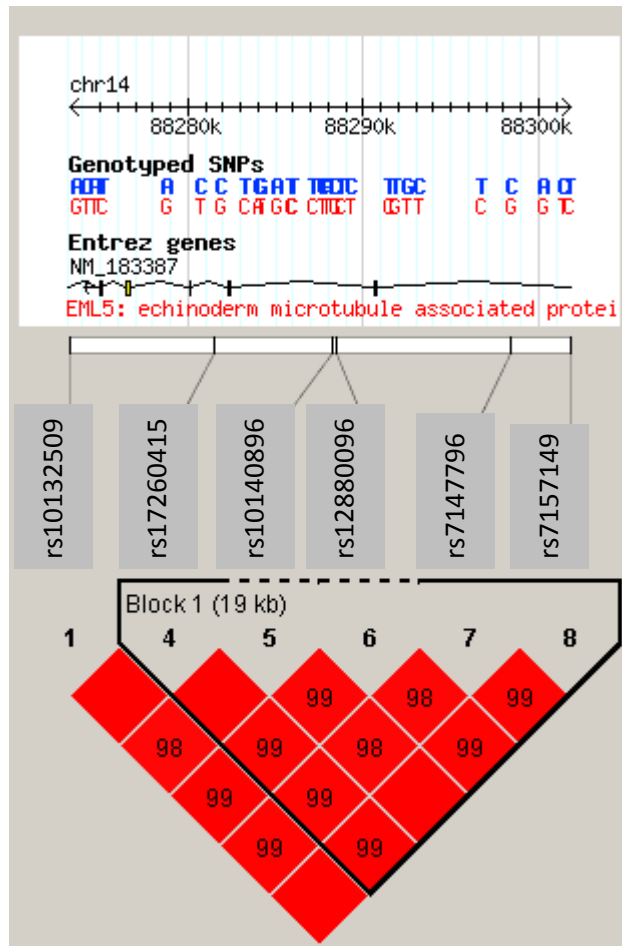 chr14
88280k 88290k 88300k
Genotyped SNPs
Entrez genes
NM_183387
EML5: echinoderm microtubule associated protei
rs10132509 rs17260415 rs10140896 rs12880096 rs7147796 rs7157149
Block 1 (19 kb)
1 4 5 6 7 8
99 98 99
98 99 98 99
99 99
99 99